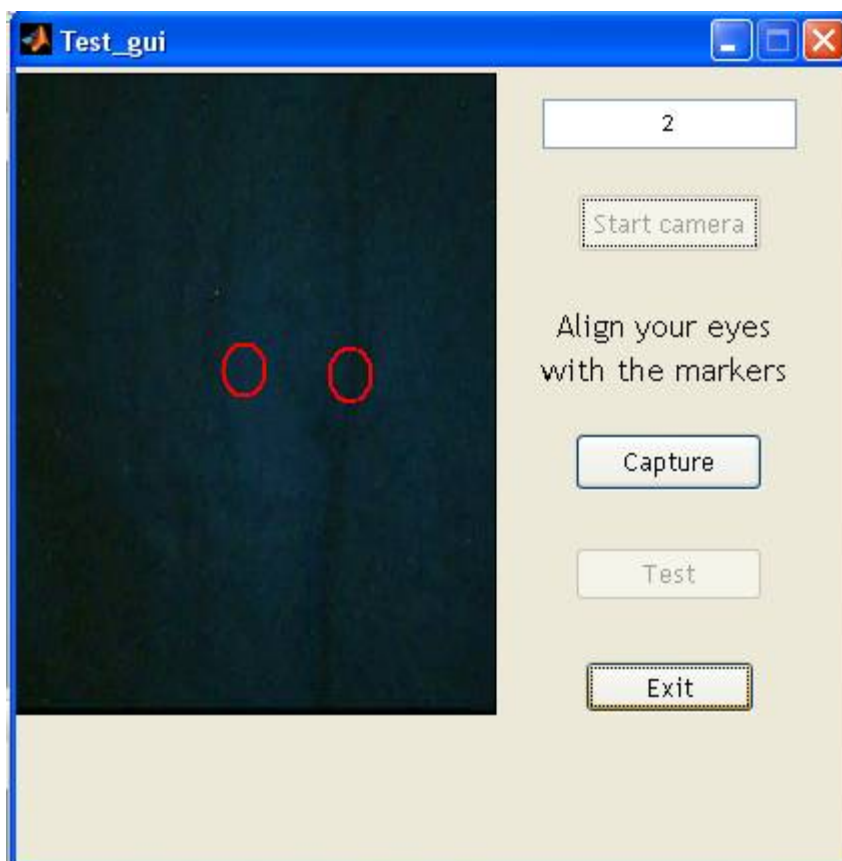 Test_gui
2
Start camera
Align your eyes
with the markers
Capture
Test
Exit